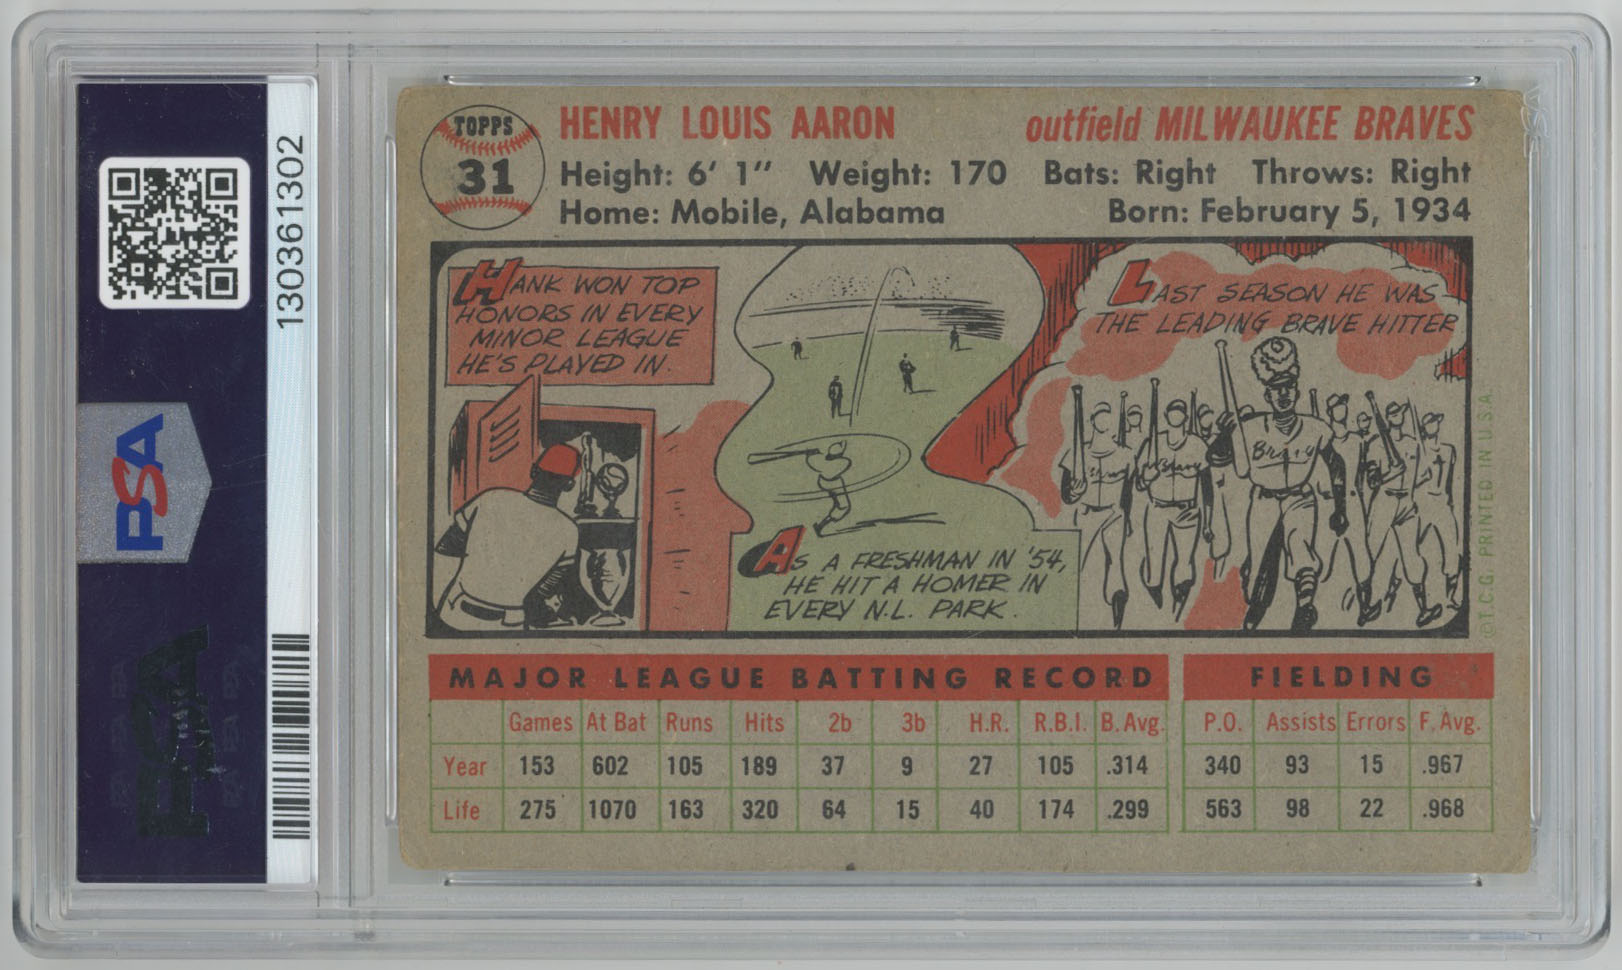 PSA
130361302
TOPPS
31
HENRY LOUIS AARON
outfield MILWAUKEE BRAVES
Height: 6' 1" Weight: 170 Bats: Right Throws: Right
Home: Mobile, Alabama Born: February 5, 1934
HANK WON TOP
HONORS IN EVERY
MINOR LEAGUE
HE'S PLAYED IN.
AS A FRESHMAN IN '54,
HE HIT A HOMER IN
EVERY N.L. PARK.
LAST SEASON HE WAS
THE LEADING BRAVE HITTER
Braves
©T.C.G. PRINTED IN U.S.A.
MAJOR LEAGUE BATTING RECORD
Games At Bat Runs Hits 2b 3b H.R. R.B.I. B. Avg.
Year 153 602 105 189 37 9 27 105 .314
Life 275 1070 163 320 64 15 40 174 .299
FIELDING
P.O. Assists Errors F. Avg.
340 93 15 .967
563 98 22 .968